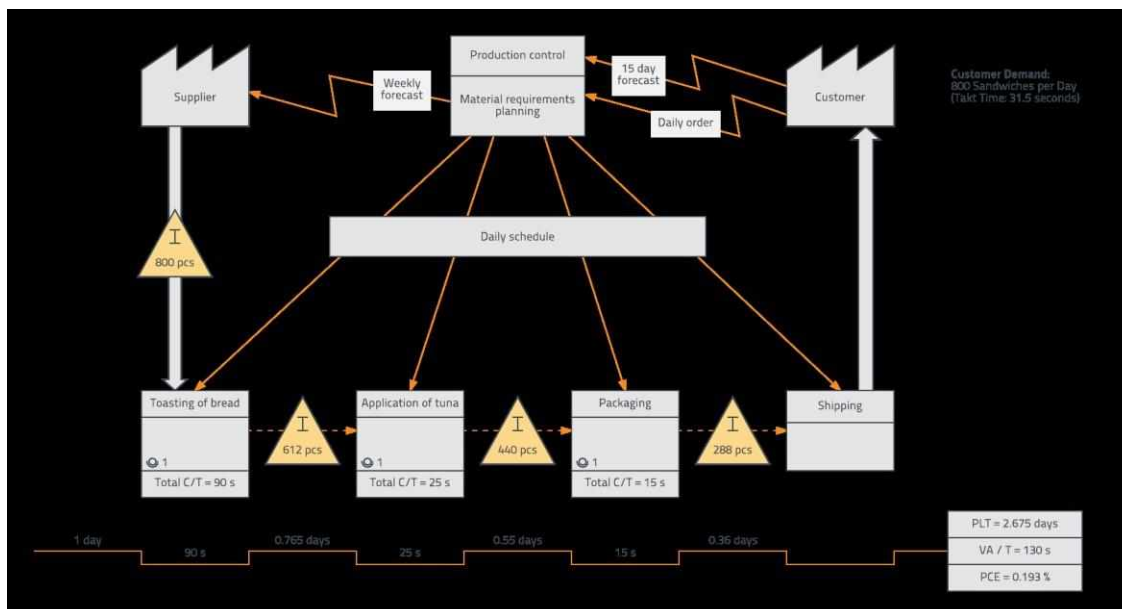 Production control
Material requirements
planning
Supplier
Weekly
forecast
15 day
forecast
Daily order
Customer
Customer Demand:
800 Sandwiches per Day
(Takt Time: 31.5 seconds)
I
800 pcs
Daily schedule
Toasting of bread
1
Total C/T = 90 s
I
612 pcs
Application of tuna
1
Total C/T = 25 s
I
440 pcs
Packaging
1
Total C/T = 15 s
I
288 pcs
Shipping
1 day
90 s
0.765 days
25 s
0.55 days
15 s
0.36 days
PLT = 2.675 days
VA / T = 130 s
PCE = 0.193 %